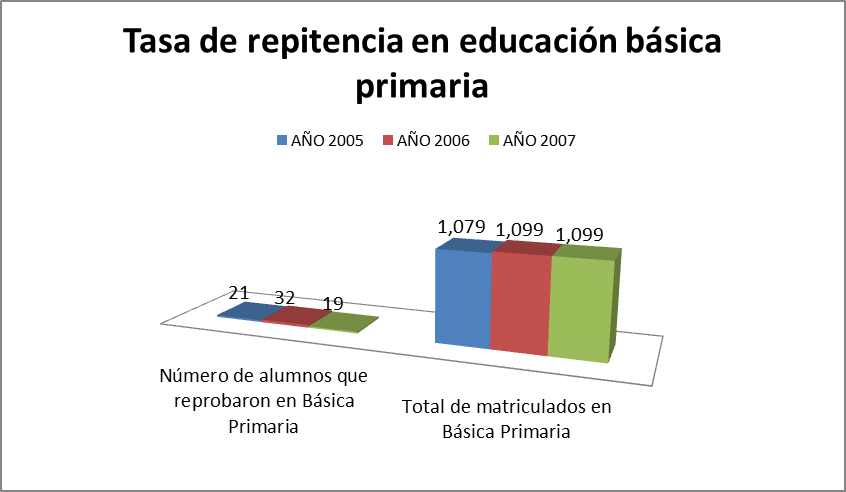 Tasa de repitencia en educación básica
primaria
AÑO 2005 AÑO 2006 AÑO 2007
1,079 1,099 1,099
21 32 19
Número de alumnos que
reprobaron en Básica
Primaria
Total de matriculados en
Básica Primaria